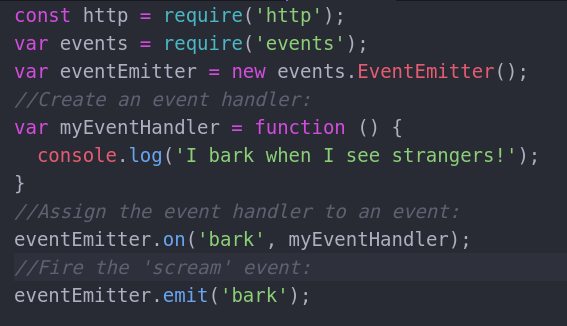 const http = require('http');
var events = require('events');
var eventEmitter = new events.EventEmitter();
//Create an event handler:
var myEventHandler = function () {
  console.log('I bark when I see strangers!');
}
//Assign the event handler to an event:
eventEmitter.on('bark', myEventHandler);
//Fire the 'scream' event:
eventEmitter.emit('bark');